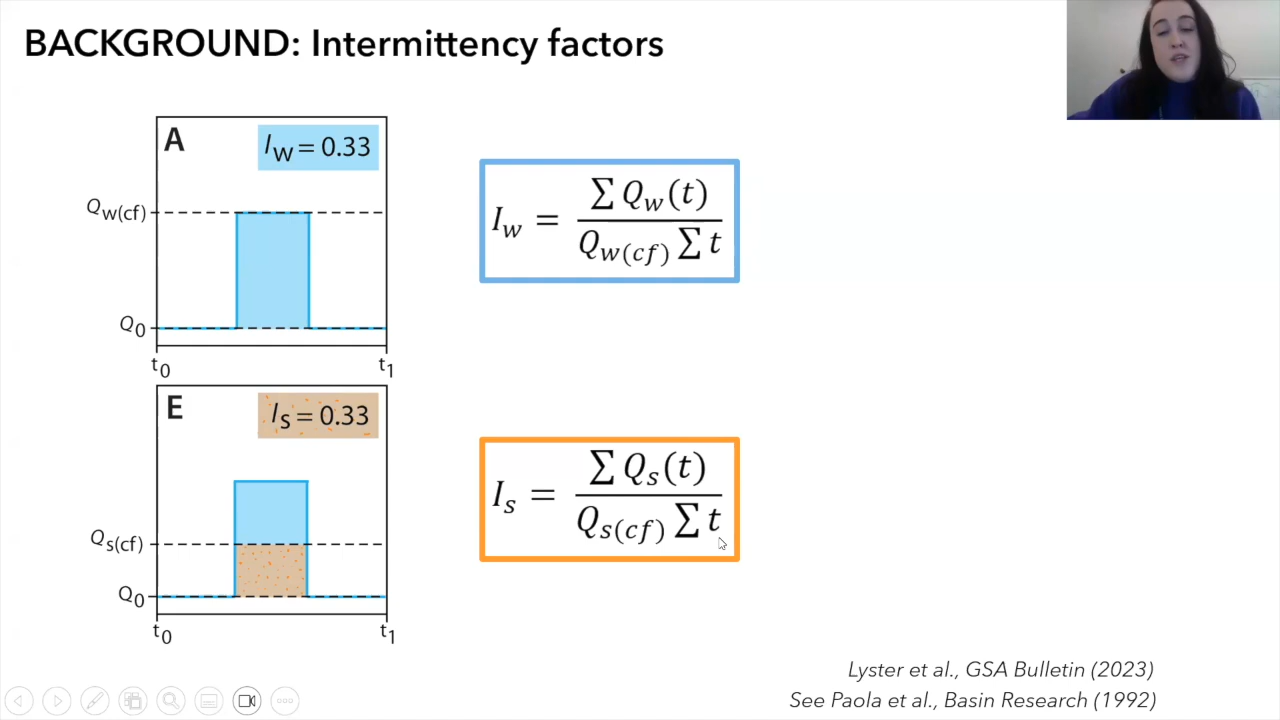 BACKGROUND: Intermittency factors
A
I_W = 0.33
Q_W(cf)
Q_0
t_0
t_1
I_w = ∑ Q_w(t) / Q_w(cf) ∑ t
E
I_S = 0.33
Q_S(cf)
Q_0
t_0
t_1
I_s = ∑ Q_s(t) / Q_s(cf) ∑ t
Lyster et al., GSA Bulletin (2023)
See Paola et al., Basin Research (1992)